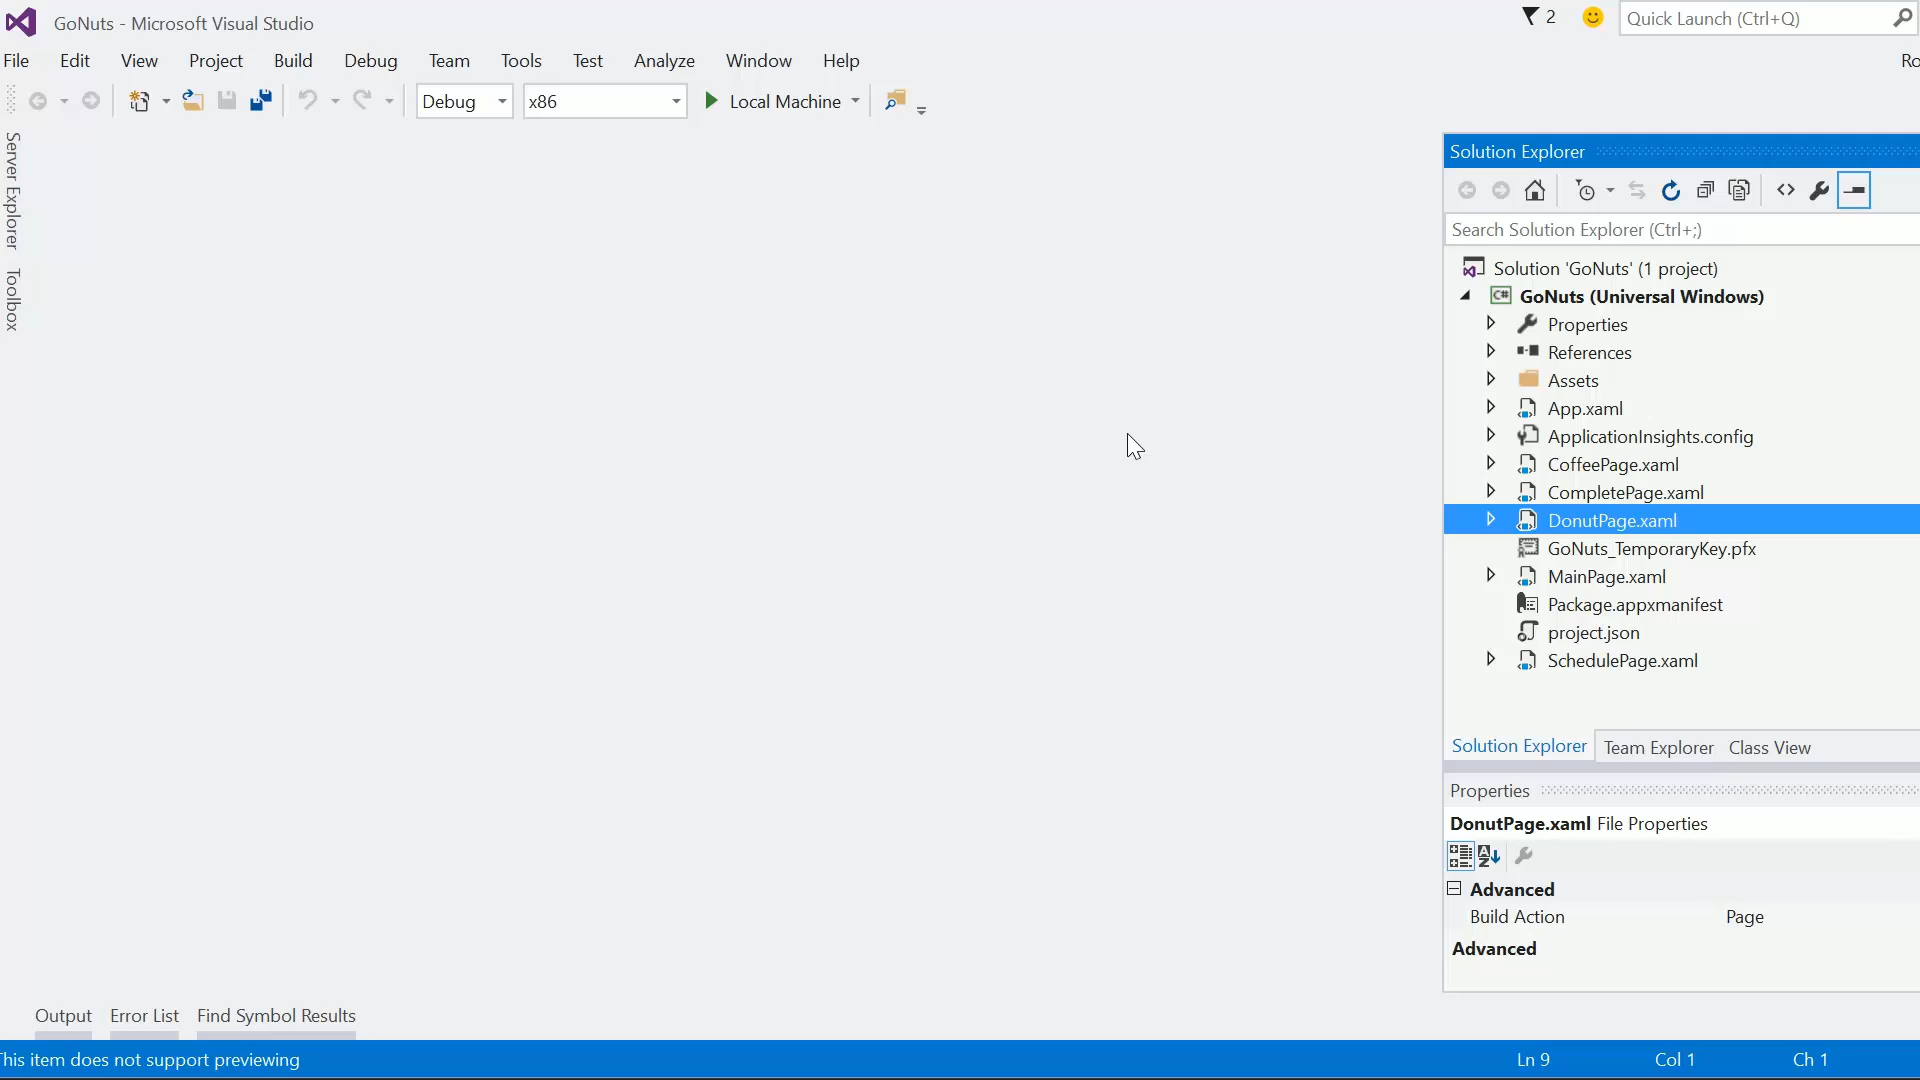 GoNuts - Microsoft Visual Studio
2
Quick Launch (Ctrl+Q)
File Edit View Project Build Debug Team Tools Test Analyze Window Help
Ro
Debug x86 Local Machine
Server Explorer
Toolbox
Solution Explorer
Search Solution Explorer (Ctrl+;)
Solution 'GoNuts' (1 project)
C# GoNuts (Universal Windows)
Properties
References
Assets
App.xaml
ApplicationInsights.config
CoffeePage.xaml
CompletePage.xaml
DonutPage.xaml
GoNuts_TemporaryKey.pfx
MainPage.xaml
Package.appxmanifest
project.json
SchedulePage.xaml
Solution Explorer Team Explorer Class View
Properties
DonutPage.xaml File Properties
Advanced
Build Action Page
Advanced
Output Error List Find Symbol Results
This item does not support previewing Ln 9 Col 1 Ch 1